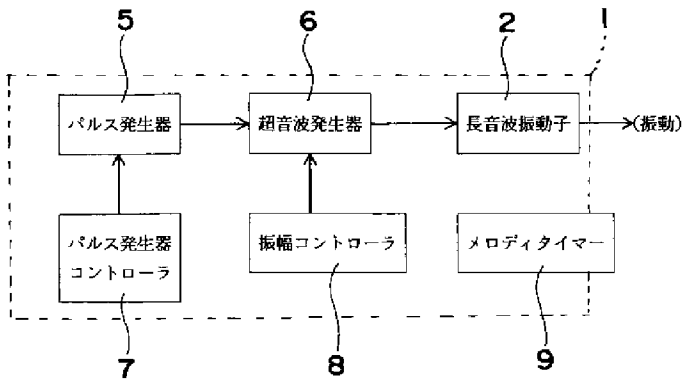 5
6
2
1
パルス発生器
超音波発生器
長音波振動子
(振動)
パルス発生器
コントローラ
振幅コントローラ
メロディタイマー
7
8
9